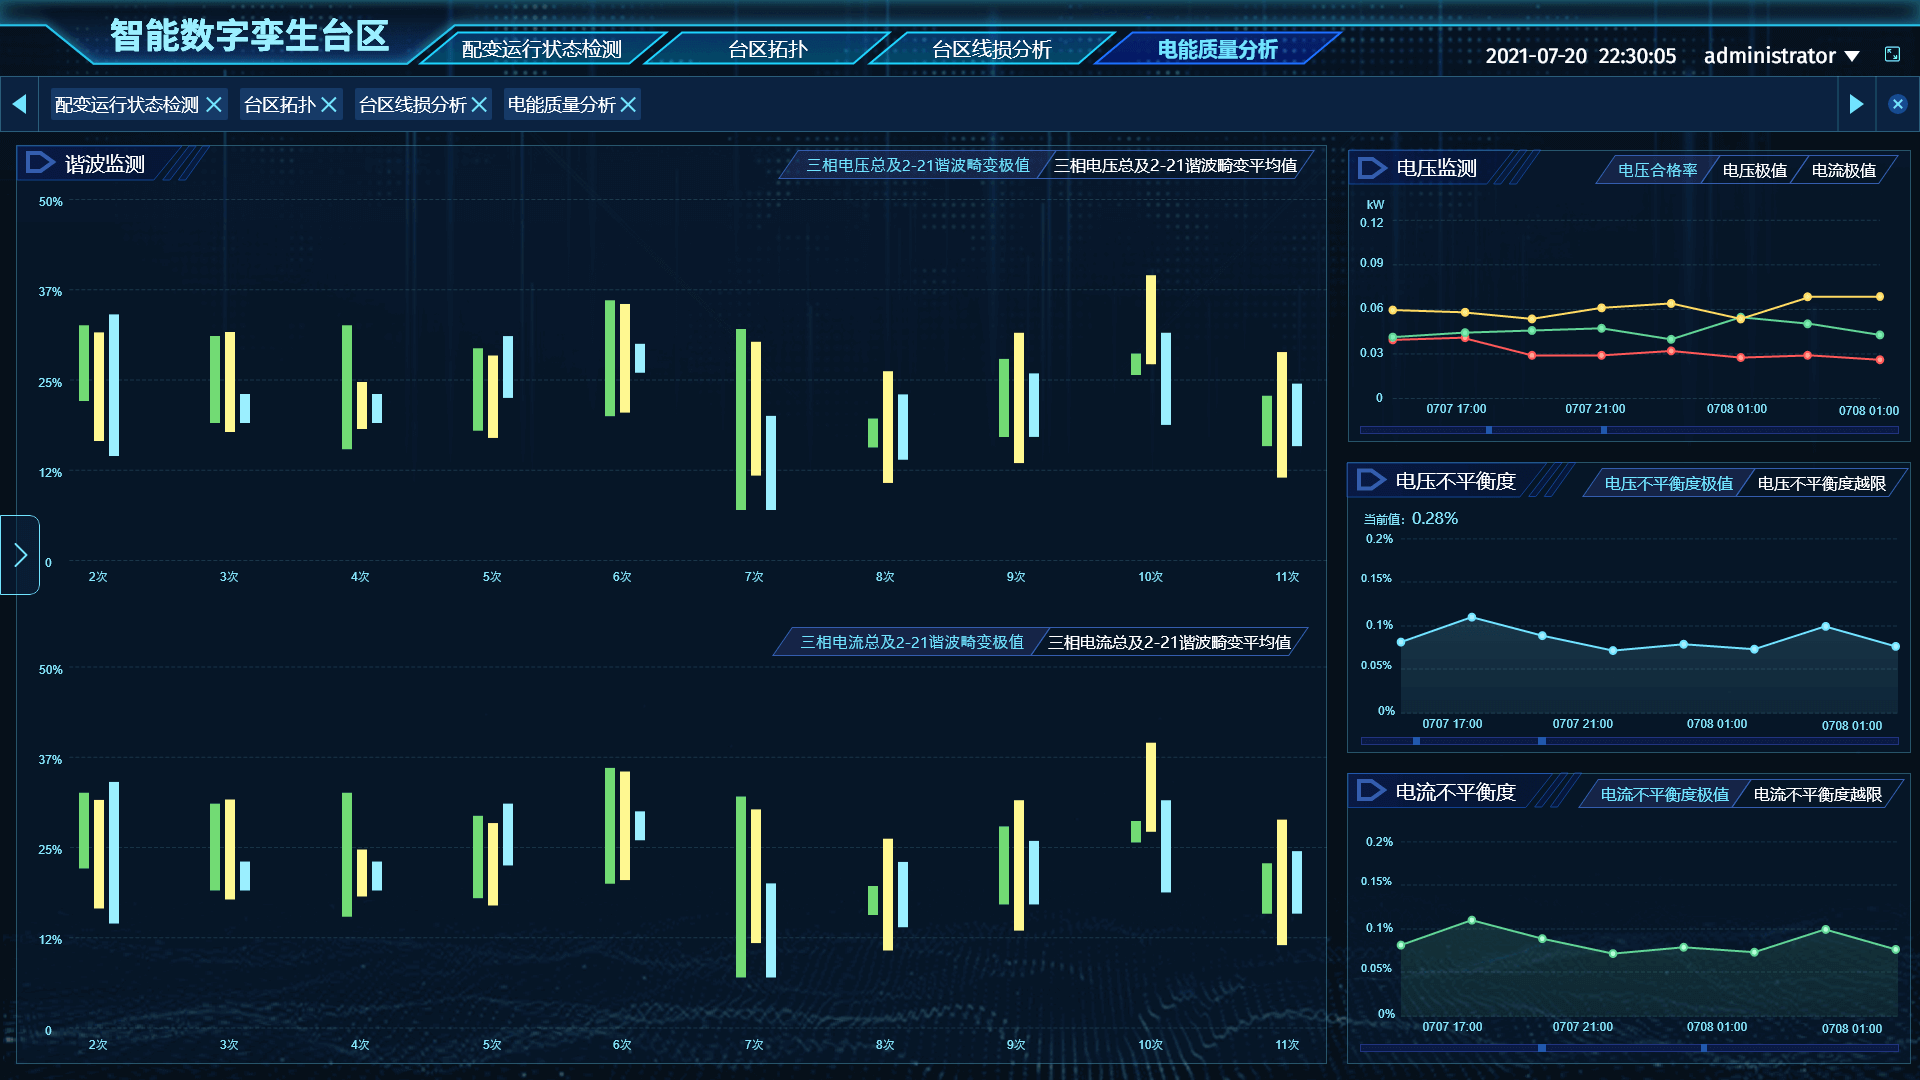 智能数字孪生台区
配变运行状态检测
台区拓扑
台区线损分析
电能质量分析
2021-07-20 22:30:05
administrator
配变运行状态检测
台区拓扑
台区线损分析
电能质量分析
谐波监测
三相电压总及2-21谐波畸变极值
三相电压总及2-21谐波畸变平均值
50%
37%
25%
12%
0
2次 3次 4次 5次 6次 7次 8次 9次 10次 11次
三相电流总及2-21谐波畸变极值
三相电流总及2-21谐波畸变平均值
50%
37%
25%
12%
0
2次 3次 4次 5次 6次 7次 8次 9次 10次 11次
电压监测
电压合格率
电压极值
电流极值
kW
0.12
0.09
0.06
0.03
0
0707 17:00 0707 21:00 0708 01:00 0708 01:00
电压不平衡度
电压不平衡度极值
电压不平衡度越限
当前值：0.28%
0.2%
0.15%
0.1%
0.05%
0%
0707 17:00 0707 21:00 0708 01:00 0708 01:00
电流不平衡度
电流不平衡度极值
电流不平衡度越限
0.2%
0.15%
0.1%
0.05%
0%
0707 17:00 0707 21:00 0708 01:00 0708 01:00